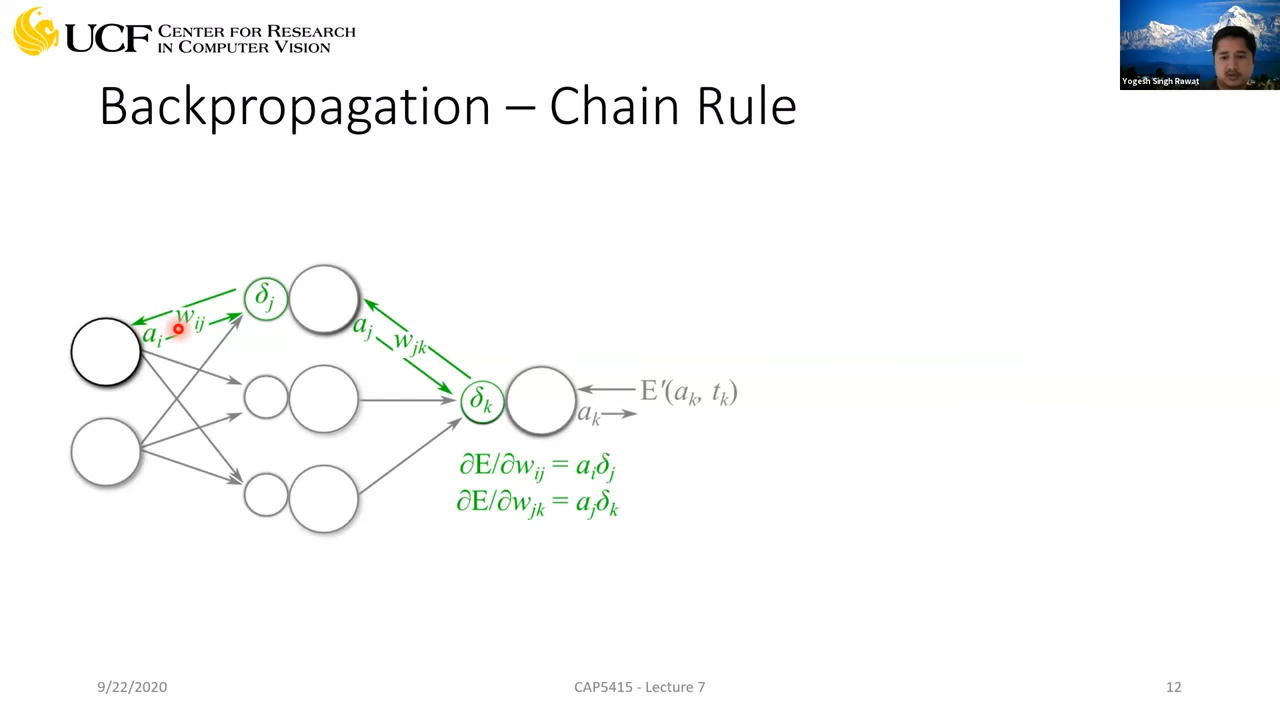 UCF CENTER FOR RESEARCH
IN COMPUTER VISION
Yogesh Singh Rawat
Backpropagation – Chain Rule
δj
wij
ai
aj
wjk
δk
E′(ak, tk)
ak
∂E/∂wij = aiδj
∂E/∂wjk = ajδk
9/22/2020
CAP5415 - Lecture 7
12